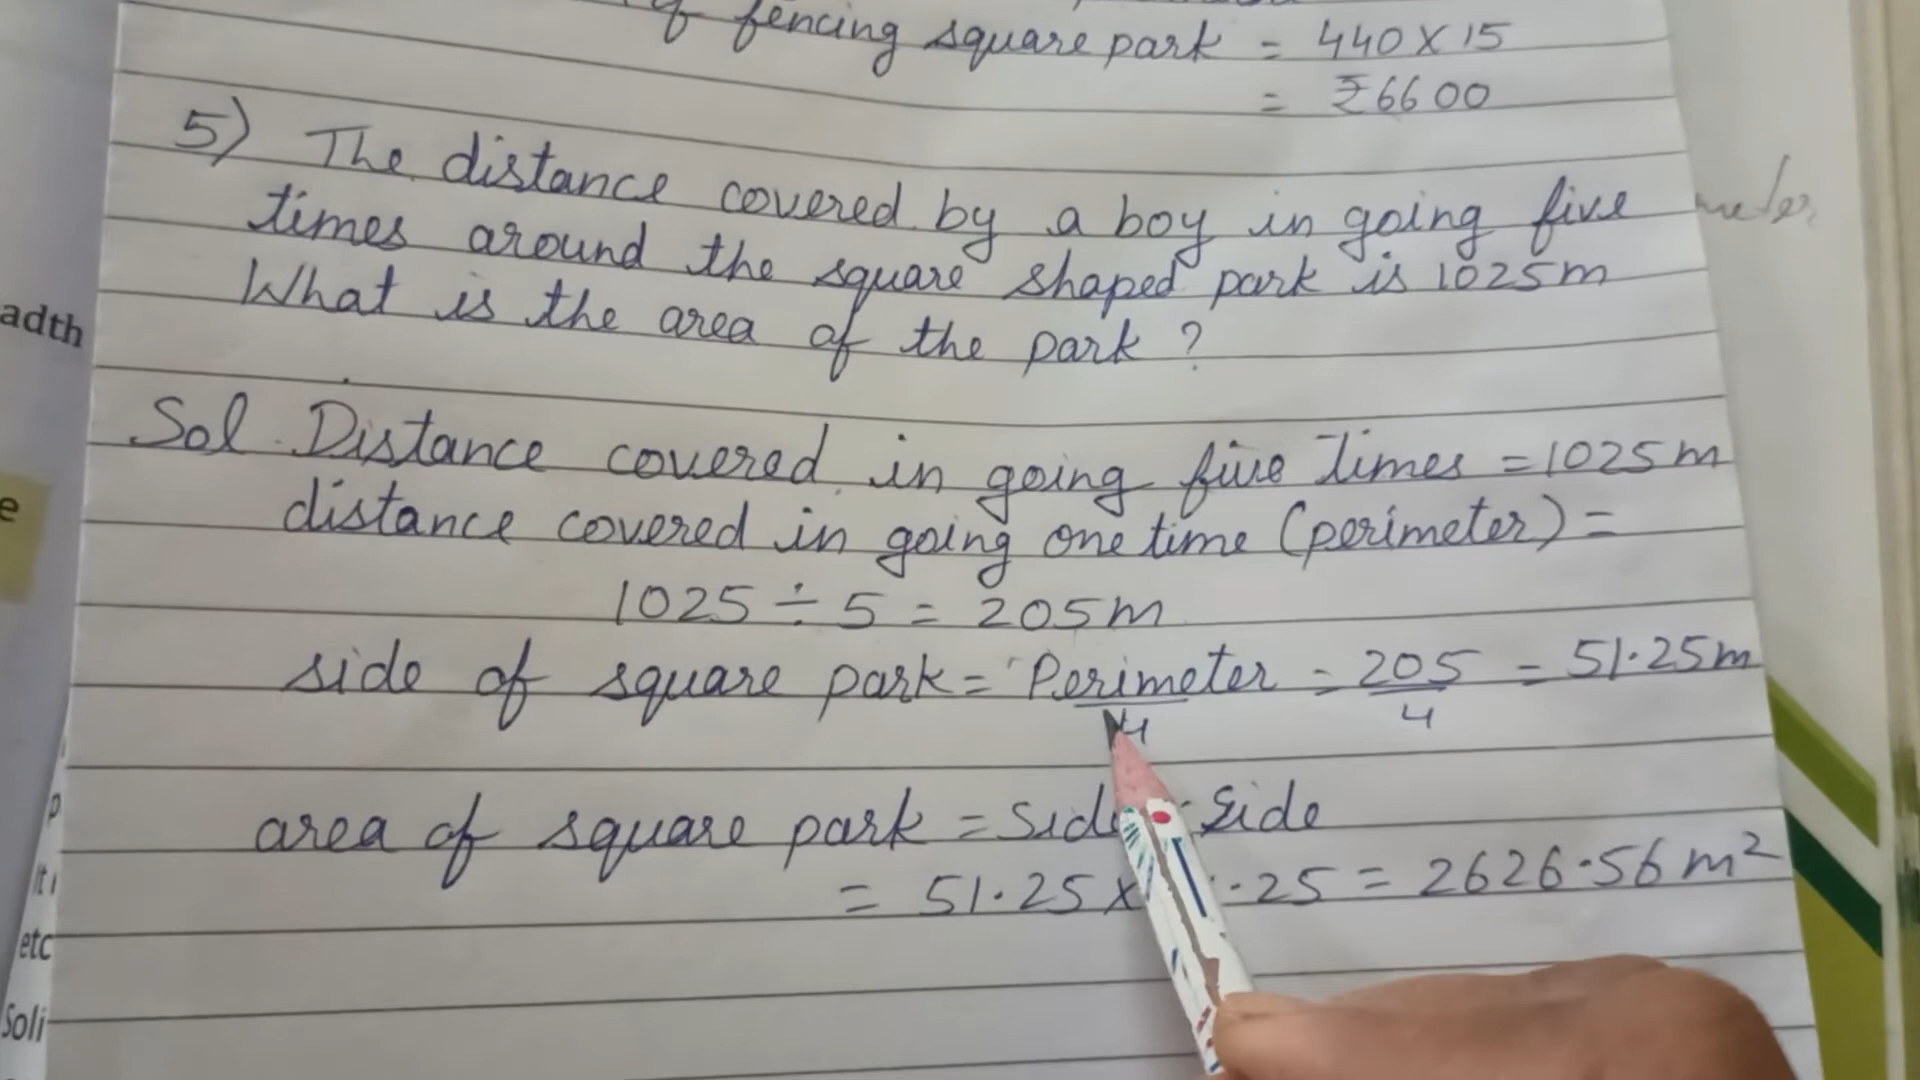 of fencing square park = 440 X 15
= ₹6600
5) The distance covered by a boy in going five
times around the square shaped park is 1025m
What is the area of the park ?
Sol. Distance covered in going five times = 1025m
distance covered in going one time (perimeter) =
1025 ÷ 5 = 205m
side of square park = Perimeter/4 = 205/4 = 51.25m
area of square park = Side Side
= 51.25 x .25 = 2626.56 m²
adth
e
p
It i
etc
Soli